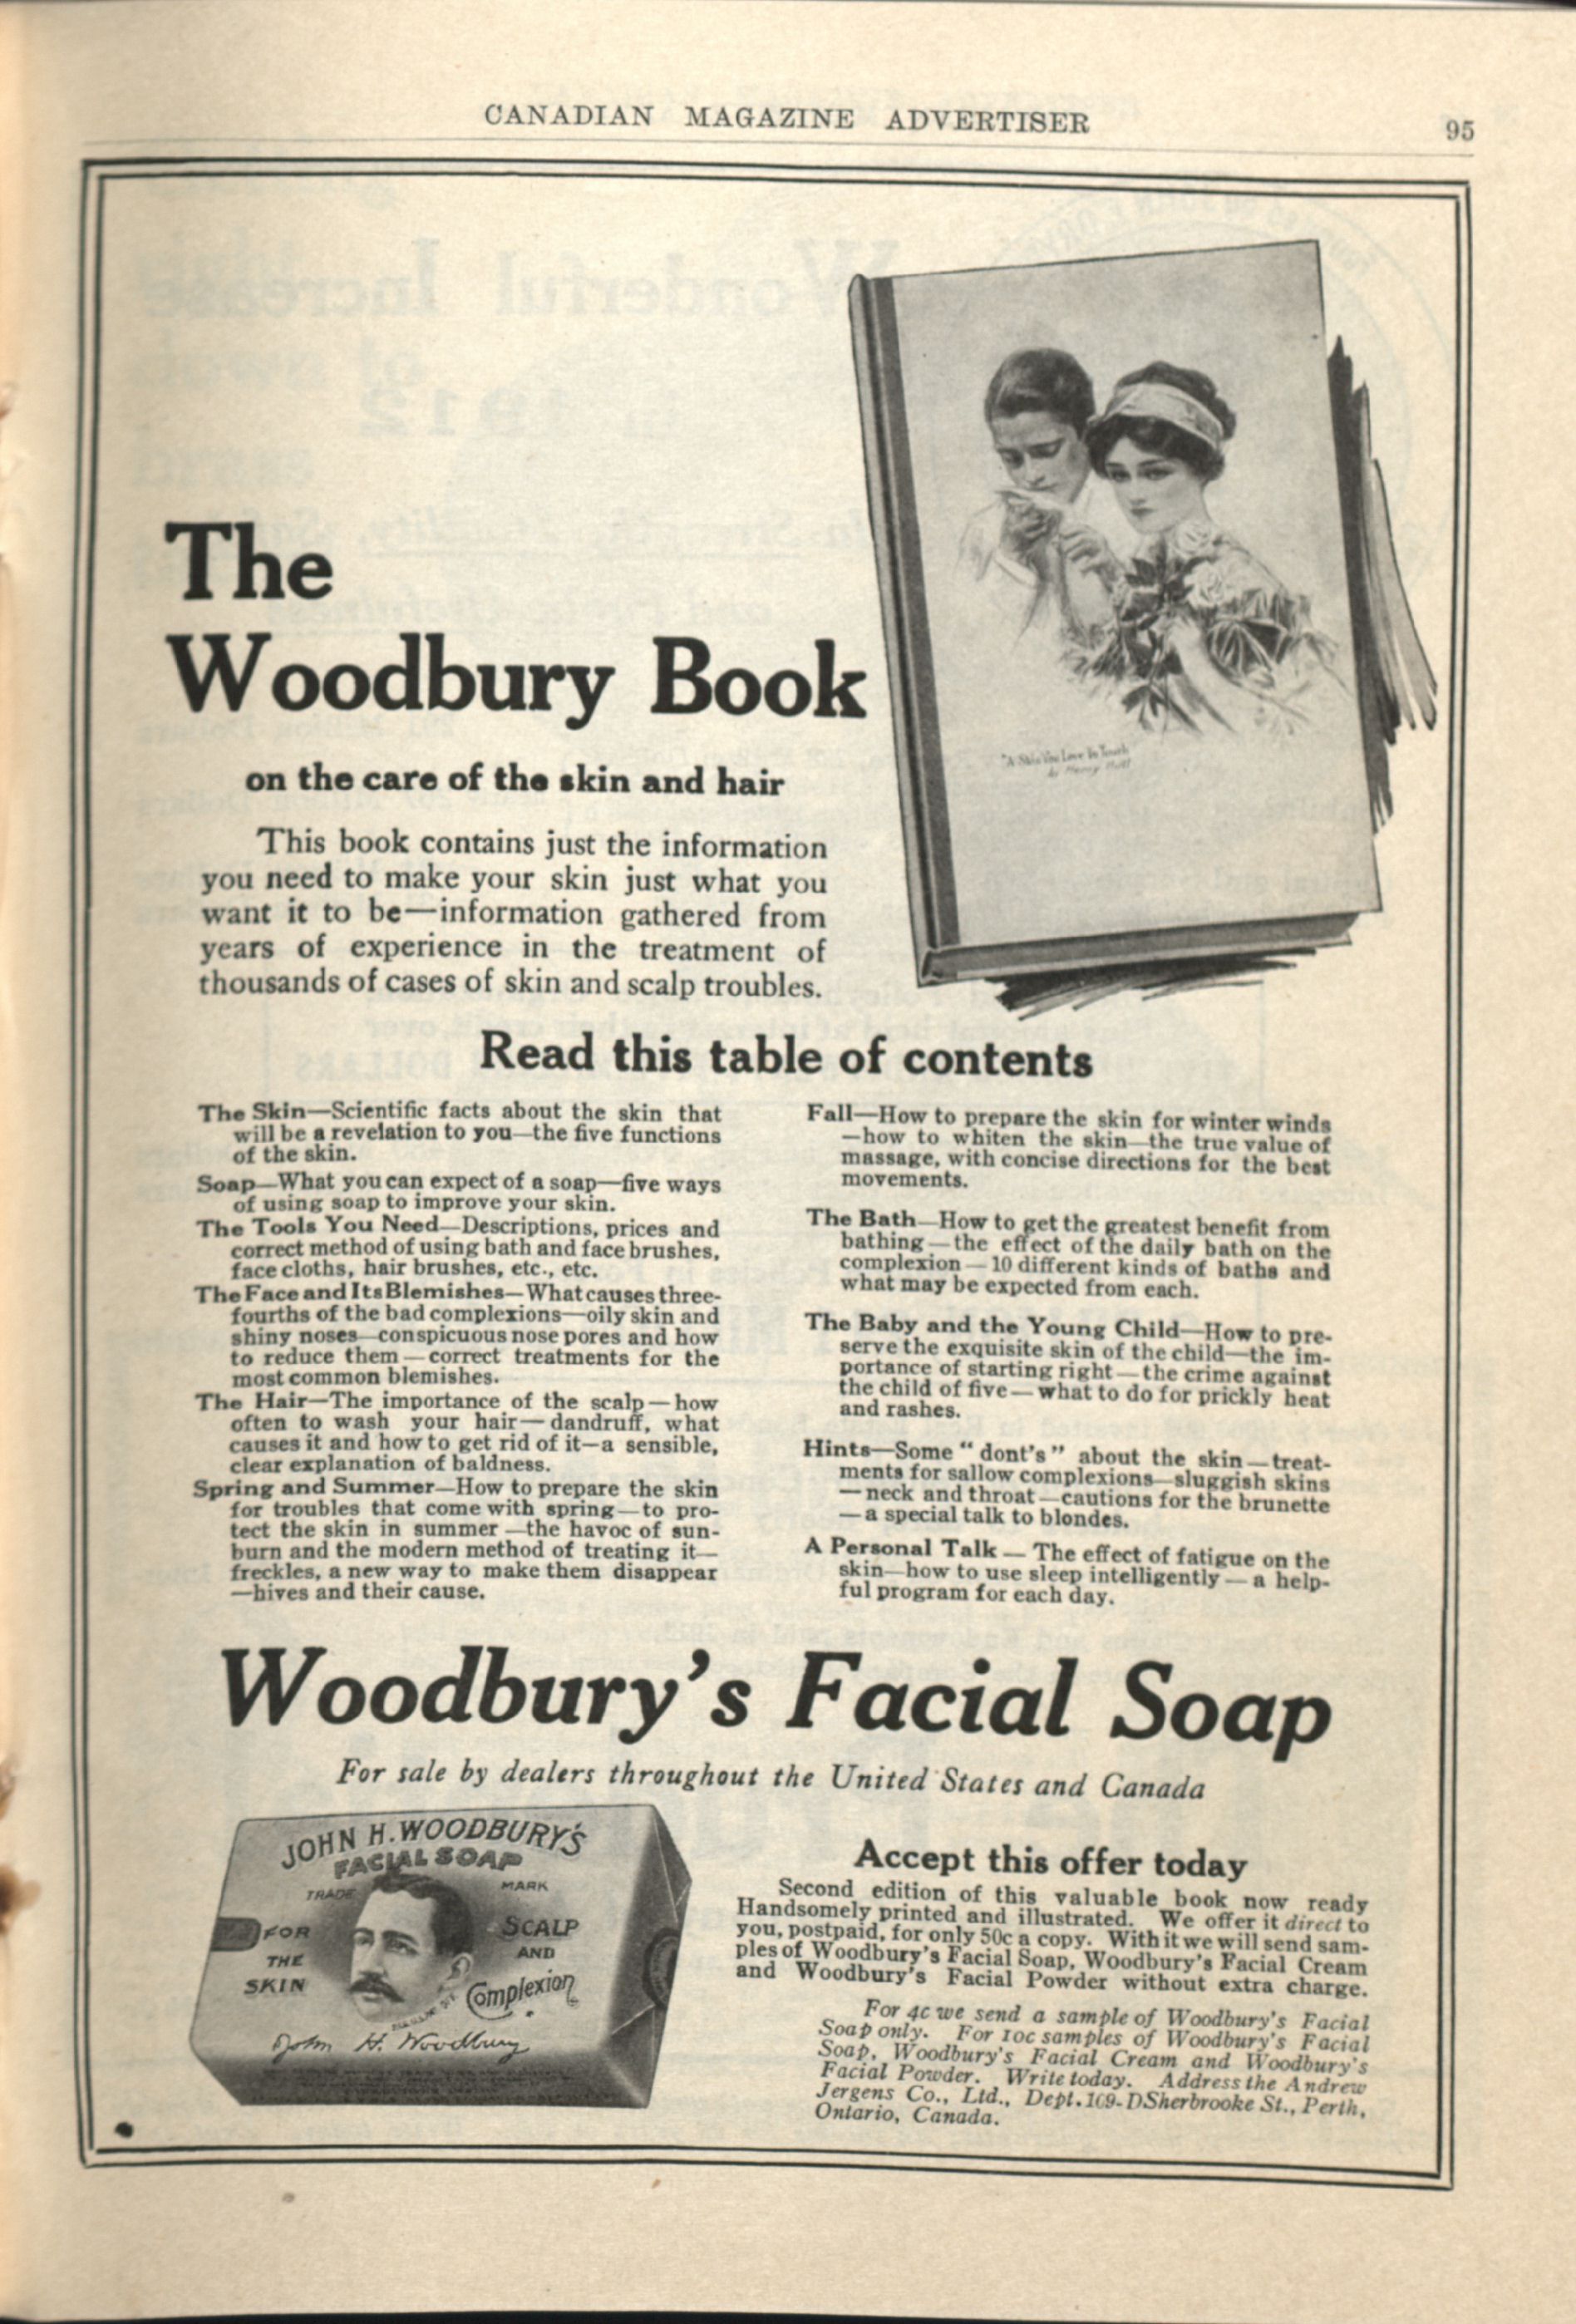 CANADIAN MAGAZINE ADVERTISER
95
The
Woodbury Book
on the care of the skin and hair
This book contains just the information
you need to make your skin just what you
want it to be—information gathered from
years of experience in the treatment of
thousands of cases of skin and scalp troubles.
"A Skin You Love to Touch
by Harry Hill
Read this table of contents
The Skin—Scientific facts about the skin that
will be a revelation to you—the five functions
of the skin.
Soap—What you can expect of a soap—five ways
of using soap to improve your skin.
The Tools You Need—Descriptions, prices and
correct method of using bath and face brushes,
face cloths, hair brushes, etc., etc.
The Face and Its Blemishes—What causes three-
fourths of the bad complexions—oily skin and
shiny noses—conspicuous nose pores and how
to reduce them—correct treatments for the
most common blemishes.
The Hair—The importance of the scalp—how
often to wash your hair—dandruff, what
causes it and how to get rid of it—a sensible,
clear explanation of baldness.
Spring and Summer—How to prepare the skin
for troubles that come with spring—to pro-
tect the skin in summer—the havoc of sun-
burn and the modern method of treating it—
freckles, a new way to make them disappear
—hives and their cause.
Fall—How to prepare the skin for winter winds
—how to whiten the skin—the true value of
massage, with concise directions for the best
movements.
The Bath—How to get the greatest benefit from
bathing—the effect of the daily bath on the
complexion—10 different kinds of baths and
what may be expected from each.
The Baby and the Young Child—How to pre-
serve the exquisite skin of the child—the im-
portance of starting right—the crime against
the child of five—what to do for prickly heat
and rashes.
Hints—Some "dont's" about the skin—treat-
ments for sallow complexions—sluggish skins
—neck and throat—cautions for the brunette
—a special talk to blondes.
A Personal Talk—The effect of fatigue on the
skin—how to use sleep intelligently—a help-
ful program for each day.
Woodbury's Facial Soap
For sale by dealers throughout the United States and Canada
JOHN H. WOODBURY'S
FACIAL SOAP
TRADE MARK
FOR
THE
SKIN
SCALP
AND
Complexion
John H. Woodbury
Accept this offer today
Second edition of this valuable book now ready
Handsomely printed and illustrated. We offer it direct to
you, postpaid, for only 50c a copy. With it we will send sam-
ples of Woodbury's Facial Soap, Woodbury's Facial Cream
and Woodbury's Facial Powder without extra charge.
For 4c we send a sample of Woodbury's Facial
Soap only. For 10c samples of Woodbury's Facial
Soap, Woodbury's Facial Cream and Woodbury's
Facial Powder. Write today. Address the Andrew
Jergens Co., Ltd., Dept. 109-D Sherbrooke St., Perth,
Ontario, Canada.